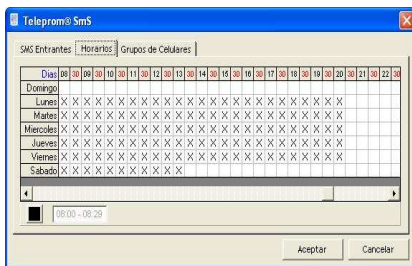 Teleprom® SmS
SMS Entrantes Horarios Grupos de Celulares
Dias 08 30 09 30 10 30 11 30 12 30 13 30 14 30 15 30 16 30 17 30 18 30 19 30 20 30 21 30 22 30
Domingo
Lunes X X X X X X X X X X X X X X X X X X X X X X X X X
Martes X X X X X X X X X X X X X X X X X X X X X X X X X
Miercoles X X X X X X X X X X X X X X X X X X X X X X X X X
Jueves X X X X X X X X X X X X X X X X X X X X X X X X X
Viernes X X X X X X X X X X X X X X X X X X X X X X X X X
Sabado X X X X X X X X X X X
08:00 - 08:29
Aceptar Cancelar